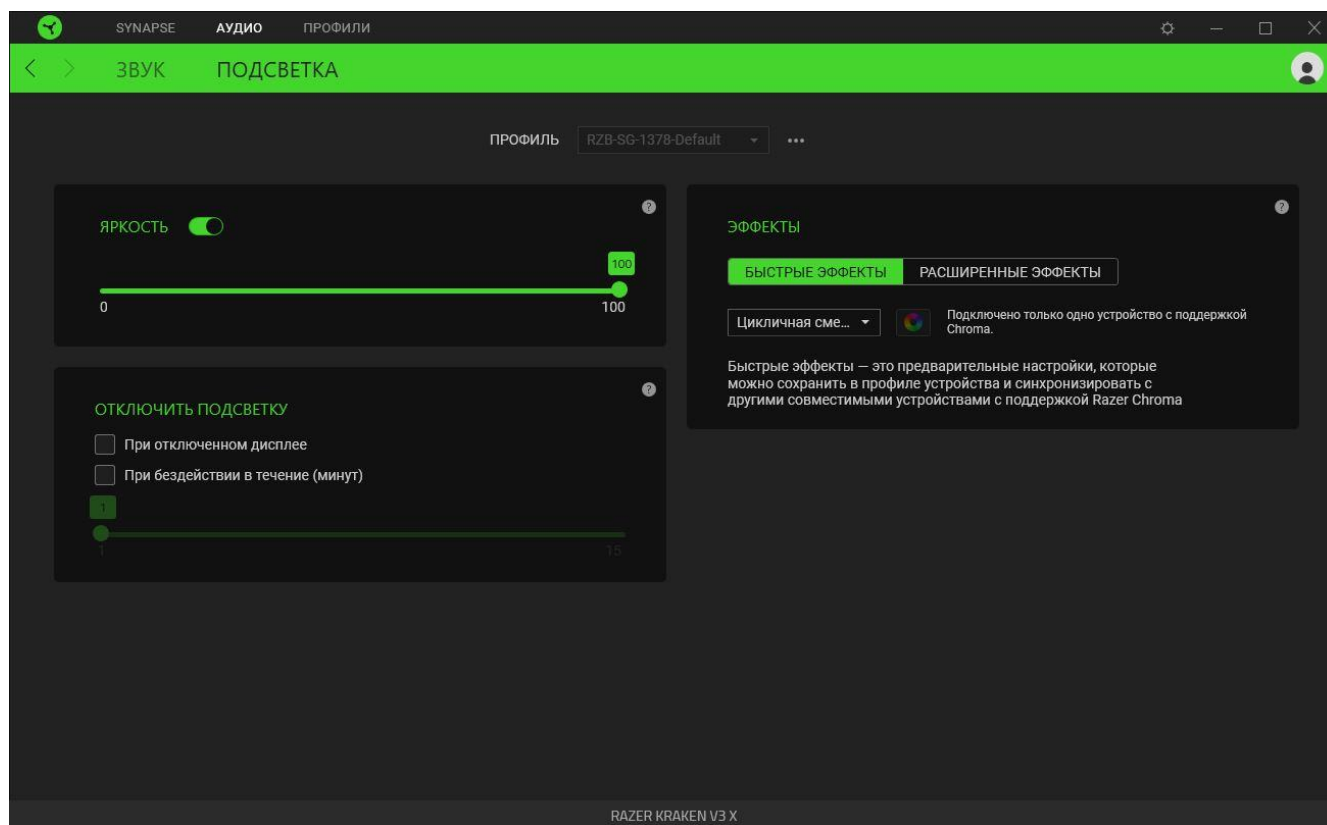 SYNAPSE АУДИО ПРОФИЛИ
ЗВУК ПОДСВЕТКА
ПРОФИЛЬ RZB-SG-1378-Default
ЯРКОСТЬ
100
0 100
ОТКЛЮЧИТЬ ПОДСВЕТКУ
При отключенном дисплее
При бездействии в течение (минут)
1
1 15
ЭФФЕКТЫ
БЫСТРЫЕ ЭФФЕКТЫ РАСШИРЕННЫЕ ЭФФЕКТЫ
Цикличная сме...
Подключено только одно устройство с поддержкой
Chroma.
Быстрые эффекты — это предварительные настройки, которые
можно сохранить в профиле устройства и синхронизировать с
другими совместимыми устройствами с поддержкой Razer Chroma
RAZER KRAKEN V3 X